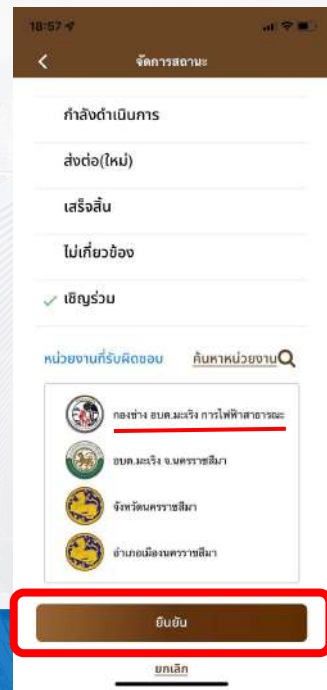 18:57
จัดการสถานะ
กำลังดำเนินการ
ส่งต่อ(ใหม่)
เสร็จสิ้น
ไม่เกี่ยวข้อง
เชิญร่วม
หน่วยงานที่รับผิดชอบ ค้นหาหน่วยงาน
กองช่าง อบต.มะเริง การไฟฟ้าสาธารณะ
อบต.มะเริง จ.นครราชสีมา
จังหวัดนครราชสีมา
อำเภอเมืองนครราชสีมา
ยืนยัน
ยกเลิก